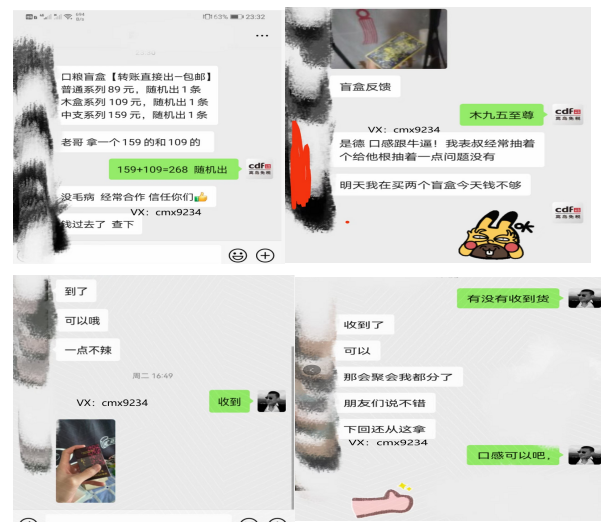 23:32
63%
口粮盲盒【转账直接出—包邮】
普通系列 89 元，随机出 1 条
木盒系列 109 元，随机出 1 条
中支系列 159 元，随机出 1 条
老哥 拿一个 159 的和 109 的
159+109=268 随机出
cdf
没毛病 经常合作 信任你们👍
VX：cmx9234
钱过去了 查下
盲盒反馈
木九五至尊
cdf
VX：cmx9234
是德 口感跟牛逼！我表叔经常抽着
个给他根抽着一点问题没有
明天我在买两个盲盒今天钱不够
cdf
OK
到了
可以哦
一点不辣
周二 16:49
VX：cmx9234
收到
有没有收到货
收到了
可以
那会聚会我都分了
朋友们说不错
下回还从这拿
VX：cmx9234
口感可以吧，